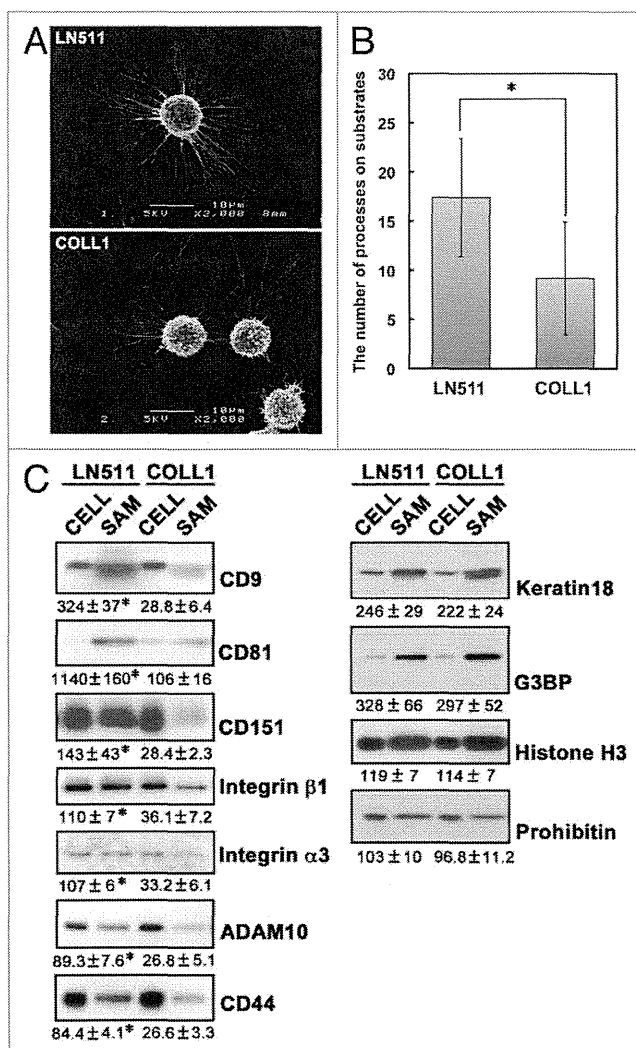 A
LN511
10µm
1 5KV X2,000 8mm
COLL1
10µm
2 5KV X2,000
B
The number of processes on substrates
30
25
20
15
10
5
0
*
LN511 COLL1
C
LN511 COLL1
CELL SAM CELL SAM
CD9
324±37* 28.8±6.4
CD81
1140±160* 106±16
CD151
143±43* 28.4±2.3
Integrin β1
110±7* 36.1±7.2
Integrin α3
107±6* 33.2±6.1
ADAM10
89.3±7.6* 26.8±5.1
CD44
84.4±4.1* 26.6±3.3
LN511 COLL1
CELL SAM CELL SAM
Keratin18
246±29 222±24
G3BP
328±66 297±52
Histone H3
119±7 114±7
Prohibitin
103±10 96.8±11.2